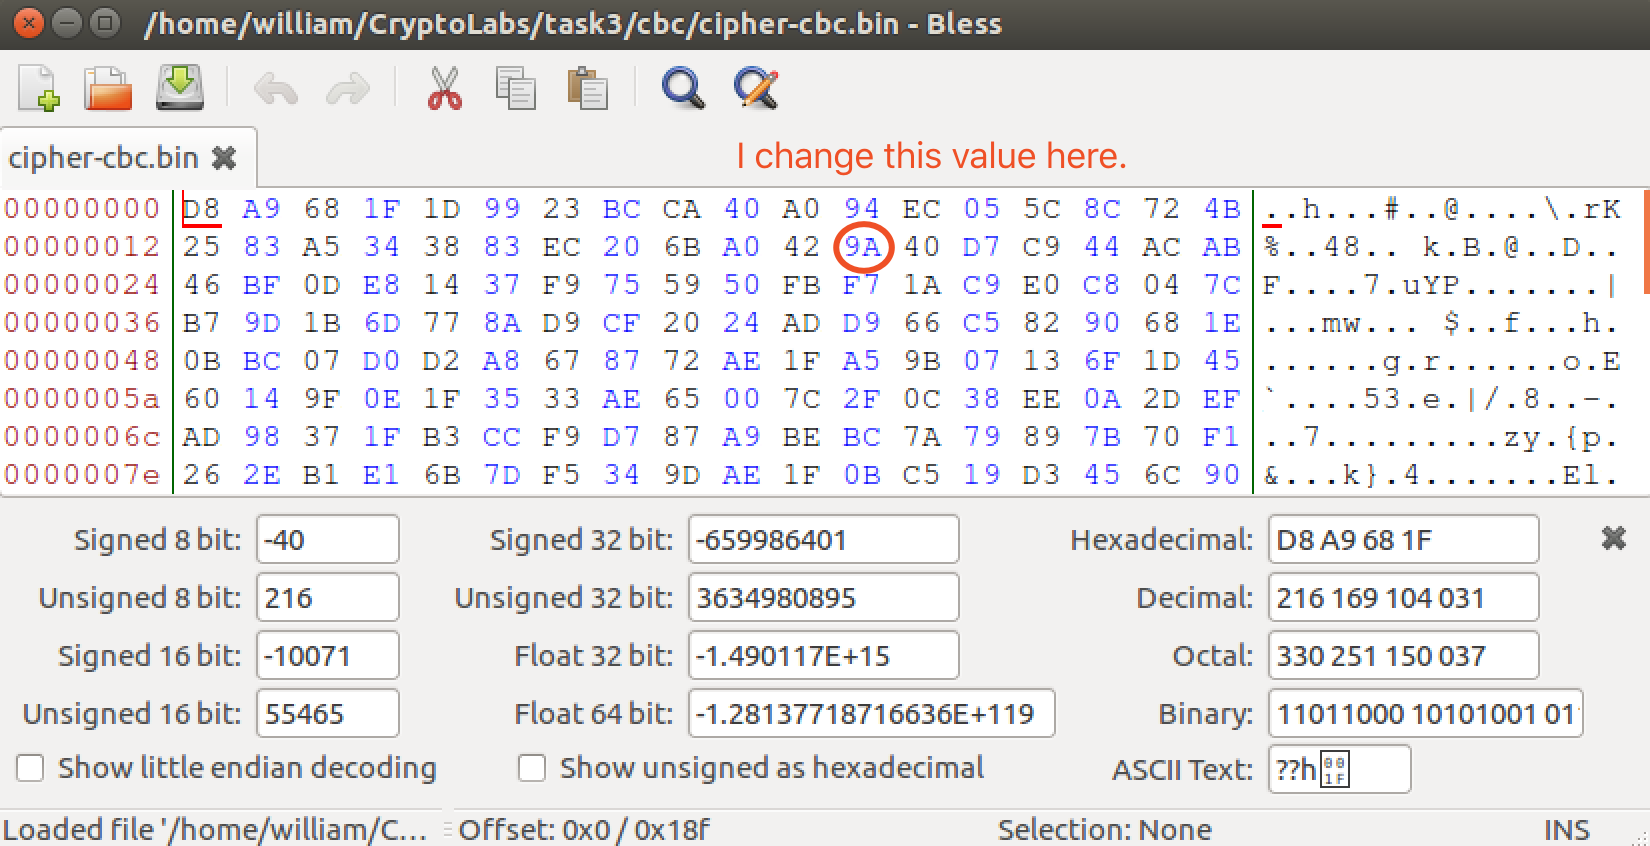 /home/william/CryptoLabs/task3/cbc/cipher-cbc.bin - Bless
cipher-cbc.bin
I change this value here.
00000000 D8 A9 68 1F 1D 99 23 BC CA 40 A0 94 EC 05 5C 8C 72 4B ..h...#..@....\.rK
00000012 25 83 A5 34 38 83 EC 20 6B A0 42 9A 40 D7 C9 44 AC AB %..48.. k.B.@..D..
00000024 46 BF 0D E8 14 37 F9 75 59 50 FB F7 1A C9 E0 C8 04 7C F....7.uYP.......|
00000036 B7 9D 1B 6D 77 8A D9 CF 20 24 AD D9 66 C5 82 90 68 1E ...mw... $..f...h.
00000048 0B BC 07 D0 D2 A8 67 87 72 AE 1F A5 9B 07 13 6F 1D 45 ......g.r......o.E
0000005a 60 14 9F 0E 1F 35 33 AE 65 00 7C 2F 0C 38 EE 0A 2D EF `....53.e.|/.8..-.
0000006c AD 98 37 1F B3 CC F9 D7 87 A9 BE BC 7A 79 89 7B 70 F1 ..7.........zy.{p.
0000007e 26 2E B1 E1 6B 7D F5 34 9D AE 1F 0B C5 19 D3 45 6C 90 &...k}.4.......El.
Signed 8 bit: -40 Signed 32 bit: -659986401 Hexadecimal: D8 A9 68 1F
Unsigned 8 bit: 216 Unsigned 32 bit: 3634980895 Decimal: 216 169 104 031
Signed 16 bit: -10071 Float 32 bit: -1.490117E+15 Octal: 330 251 150 037
Unsigned 16 bit: 55465 Float 64 bit: -1.28137718716636E+119 Binary: 11011000 10101001 01
Show little endian decoding Show unsigned as hexadecimal ASCII Text: ??h
Loaded file '/home/william/C... Offset: 0x0 / 0x18f Selection: None INS